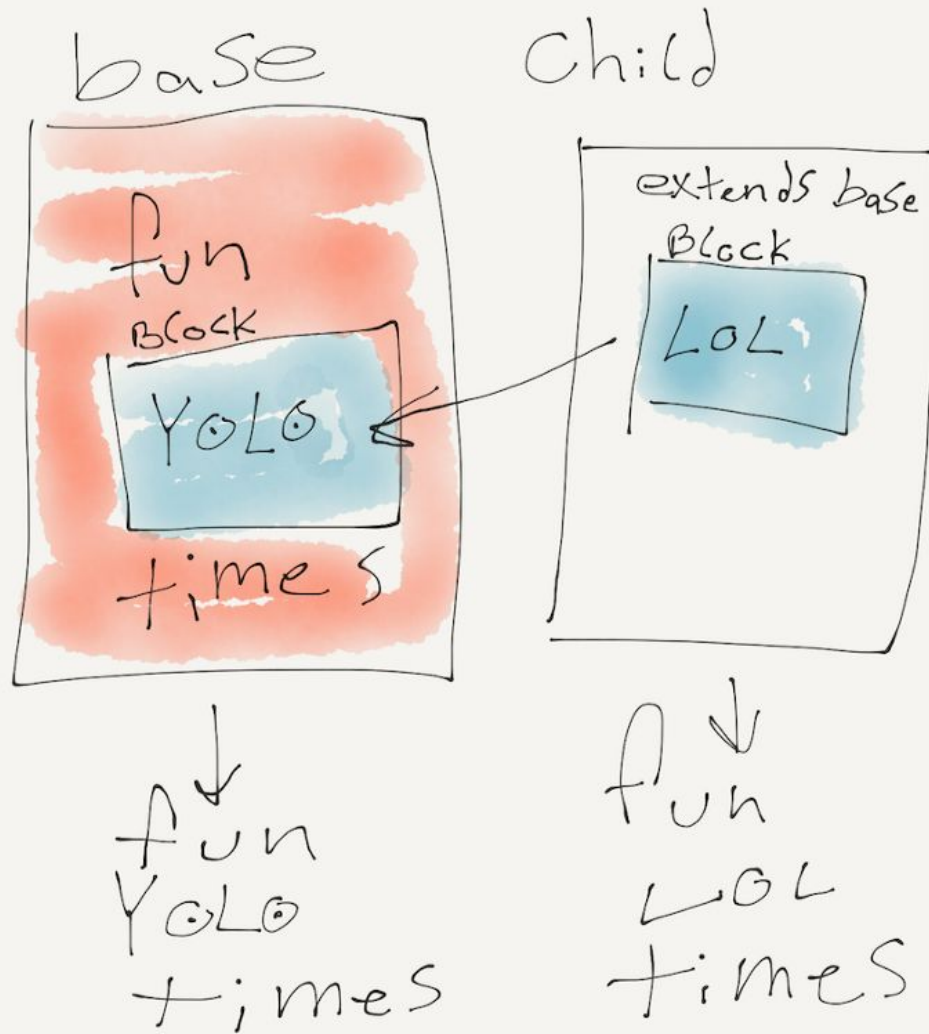 base
fun
Block
YOLO
times
fun
YOLO
times
Child
extends base
Block
LOL
fun
LOL
times